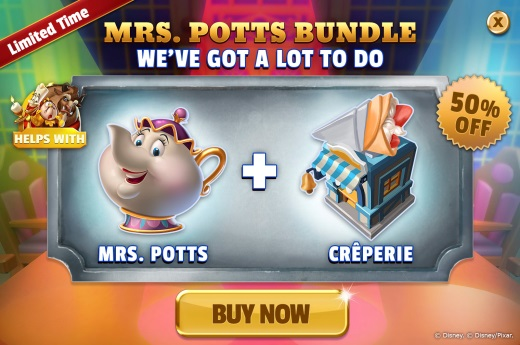 Limited Time
MRS. POTTS BUNDLE
WE'VE GOT A LOT TO DO
X
HELPS WITH
50%
OFF
MRS. POTTS
+
CRÊPERIE
BUY NOW
© Disney. © Disney/Pixar.